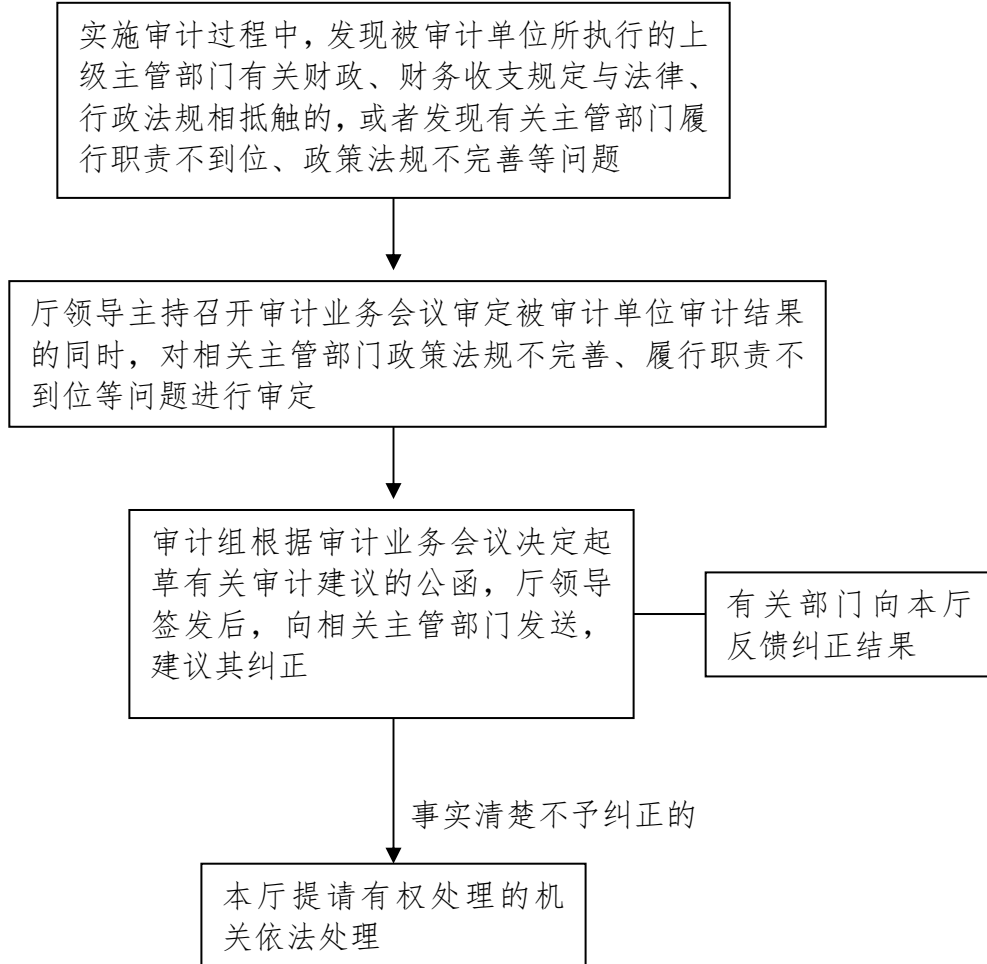 实施审计过程中,发现被审计单位所执行的上
级主管部门有关财政、财务收支规定与法律、
行政法规相抵触的,或者发现有关主管部门履
行职责不到位、政策法规不完善等问题
厅领导主持召开审计业务会议审定被审计单位审计结果
的同时，对相关主管部门政策法规不完善、履行职责不
到位等问题进行审定
审计组根据审计业务会议决定起
草有关审计建议的公函，厅领导
签发后，向相关主管部门发送，
建议其纠正
有关部门向本厅
反馈纠正结果
事实清楚不予纠正的
本厅提请有权处理的机
关依法处理